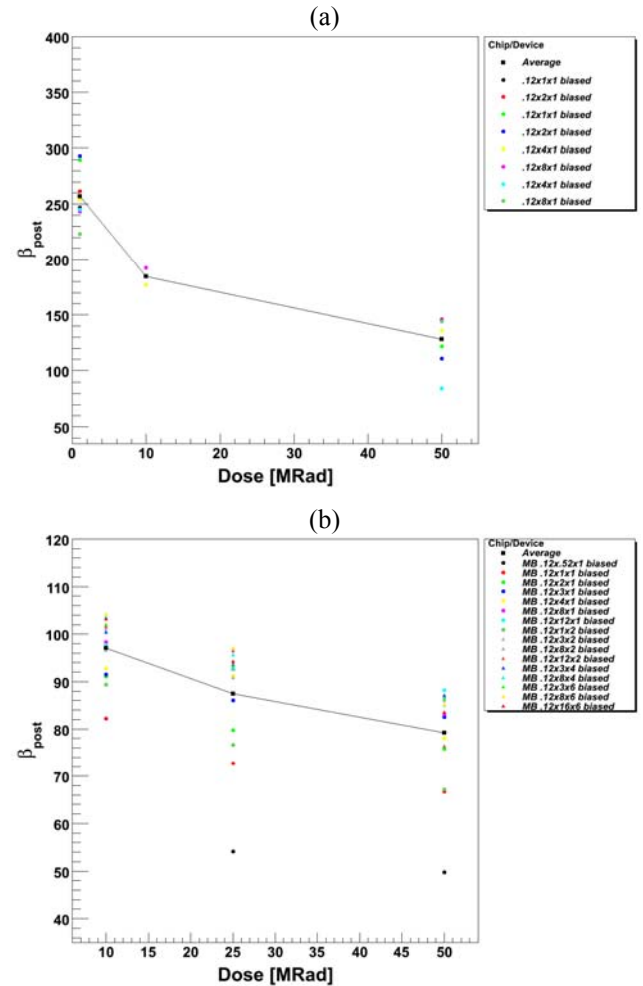 (a)
400
350
300
250
200
150
100
50
βpost
0 10 20 30 40 50
Dose [MRad]
Chip/Device
Average
.12x1x1 biased
.12x2x1 biased
.12x1x1 biased
.12x2x1 biased
.12x4x1 biased
.12x8x1 biased
.12x4x1 biased
.12x8x1 biased
(b)
120
110
100
90
80
70
60
50
40
βpost
10 15 20 25 30 35 40 45 50
Dose [MRad]
Chip/Device
Average
MB .12x.52x1 biased
MB .12x1x1 biased
MB .12x2x1 biased
MB .12x3x1 biased
MB .12x4x1 biased
MB .12x8x1 biased
MB .12x12x1 biased
MB .12x1x2 biased
MB .12x3x2 biased
MB .12x8x2 biased
MB .12x12x2 biased
MB .12x3x4 biased
MB .12x8x4 biased
MB .12x3x6 biased
MB .12x8x6 biased
MB .12x16x6 biased